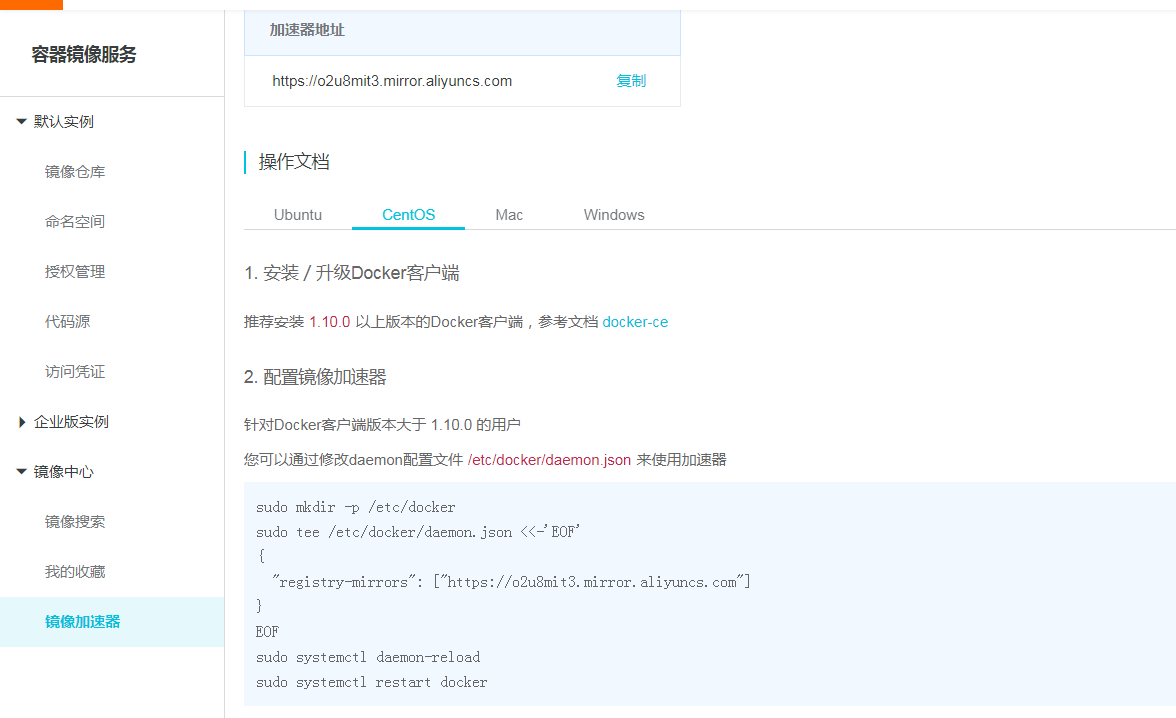 容器镜像服务
默认实例
镜像仓库
命名空间
授权管理
代码源
访问凭证
企业版实例
镜像中心
镜像搜索
我的收藏
镜像加速器
加速器地址
https://o2u8mit3.mirror.aliyuncs.com 复制
操作文档
Ubuntu CentOS Mac Windows
1. 安装 / 升级Docker客户端
推荐安装 1.10.0 以上版本的Docker客户端，参考文档 docker-ce
2. 配置镜像加速器
针对Docker客户端版本大于 1.10.0 的用户
您可以通过修改daemon配置文件 /etc/docker/daemon.json 来使用加速器
sudo mkdir -p /etc/docker
sudo tee /etc/docker/daemon.json <<-'EOF'
{
  "registry-mirrors": ["https://o2u8mit3.mirror.aliyuncs.com"]
}
EOF
sudo systemctl daemon-reload
sudo systemctl restart docker